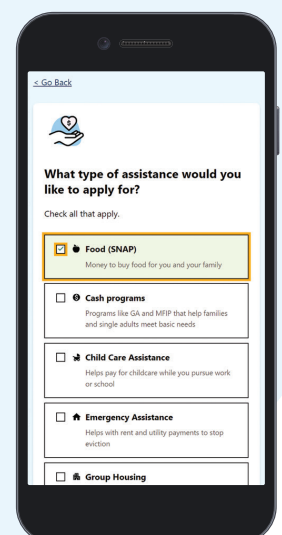 < Go Back
What type of assistance would you
like to apply for?
Check all that apply.
Food (SNAP)
Money to buy food for you and your family
Cash programs
Programs like GA and MFIP that help families
and single adults meet basic needs
Child Care Assistance
Helps pay for childcare while you pursue work
or school
Emergency Assistance
Helps with rent and utility payments to stop
eviction
Group Housing